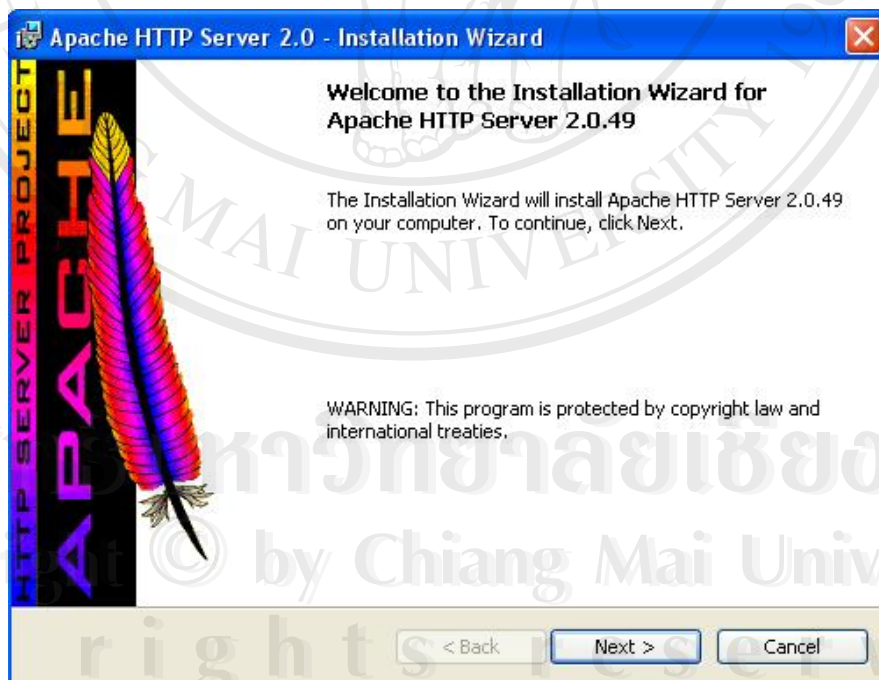 Apache HTTP Server 2.0 - Installation Wizard
HTTP SERVER PROJECT
APACHE
Welcome to the Installation Wizard for
Apache HTTP Server 2.0.49
The Installation Wizard will install Apache HTTP Server 2.0.49
on your computer. To continue, click Next.
MAI UNIVERSITY
WARNING: This program is protected by copyright law and
international treaties.
by Chiang Mai Univ
< Back
Next >
Cancel